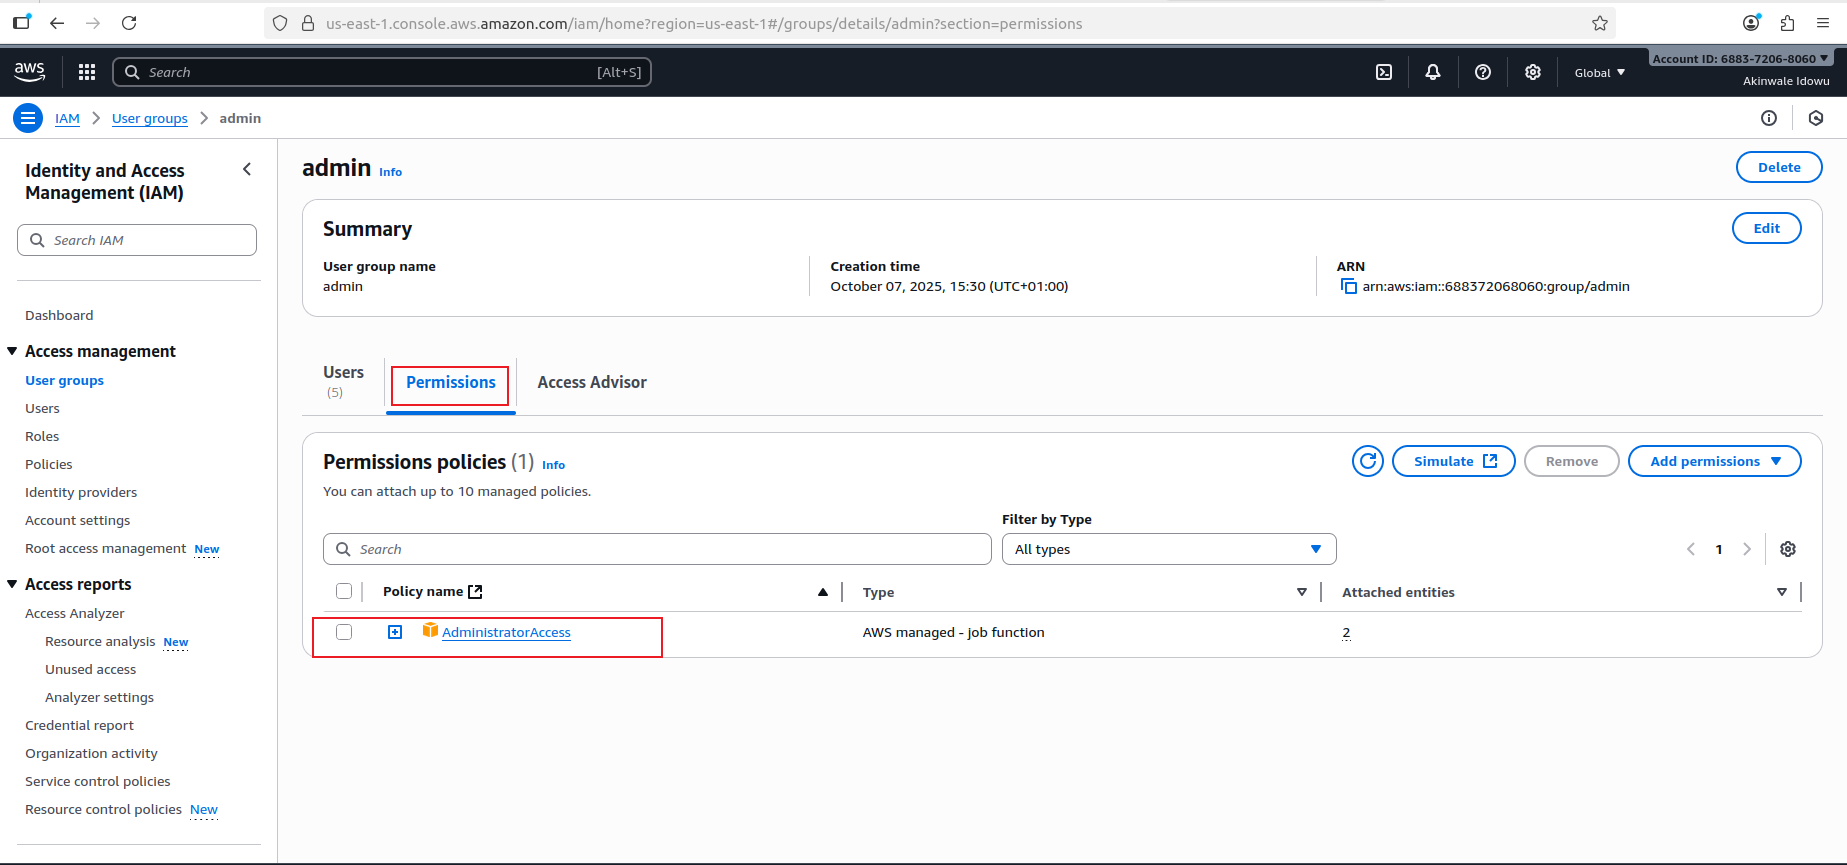 us-east-1.console.aws.amazon.com/iam/home?region=us-east-1#/groups/details/admin?section=permissions
aws
Search
[Alt+S]
Global
Account ID: 6883-7206-8060
Akinwale Idowu
IAM
User groups
admin
Identity and Access
Management (IAM)
Search IAM
Dashboard
Access management
User groups
Users
Roles
Policies
Identity providers
Account settings
Root access management New
Access reports
Access Analyzer
Resource analysis New
Unused access
Analyzer settings
Credential report
Organization activity
Service control policies
Resource control policies New
admin Info
Delete
Summary
Edit
User group name
admin
Creation time
October 07, 2025, 15:30 (UTC+01:00)
ARN
arn:aws:iam::688372068060:group/admin
Users
(5)
Permissions
Access Advisor
Permissions policies (1) Info
You can attach up to 10 managed policies.
Simulate
Remove
Add permissions
Filter by Type
Search
All types
1
Policy name
Type
Attached entities
AdministratorAccess
AWS managed - job function
2